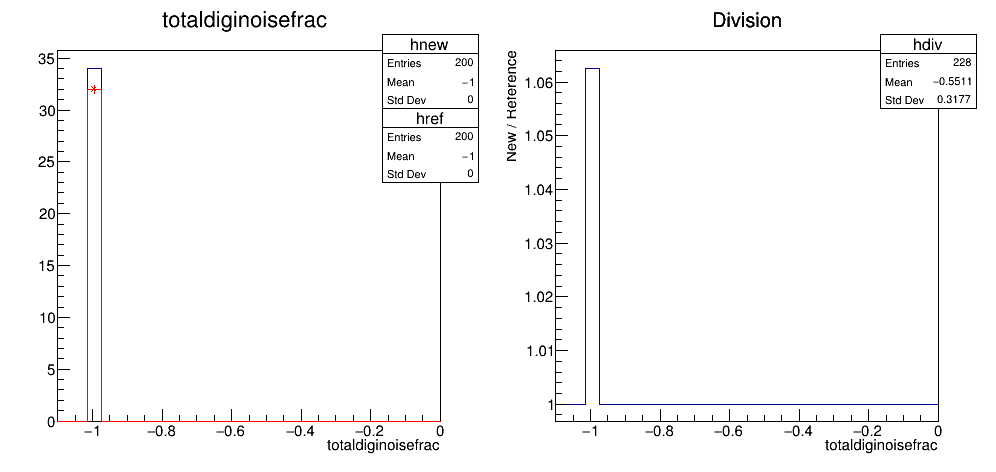 totaldiginoisefrac
hnew
Entries 200
Mean −1
Std Dev 0
href
Entries 200
Mean −1
Std Dev 0
35
30
25
20
15
10
5
0
−1 −0.8 −0.6 −0.4 −0.2 0
totaldiginoisefrac
Division
hdiv
Entries 228
Mean −0.5511
Std Dev 0.3177
New / Reference
1.06
1.05
1.04
1.03
1.02
1.01
1
−1 −0.8 −0.6 −0.4 −0.2 0
totaldiginoisefrac